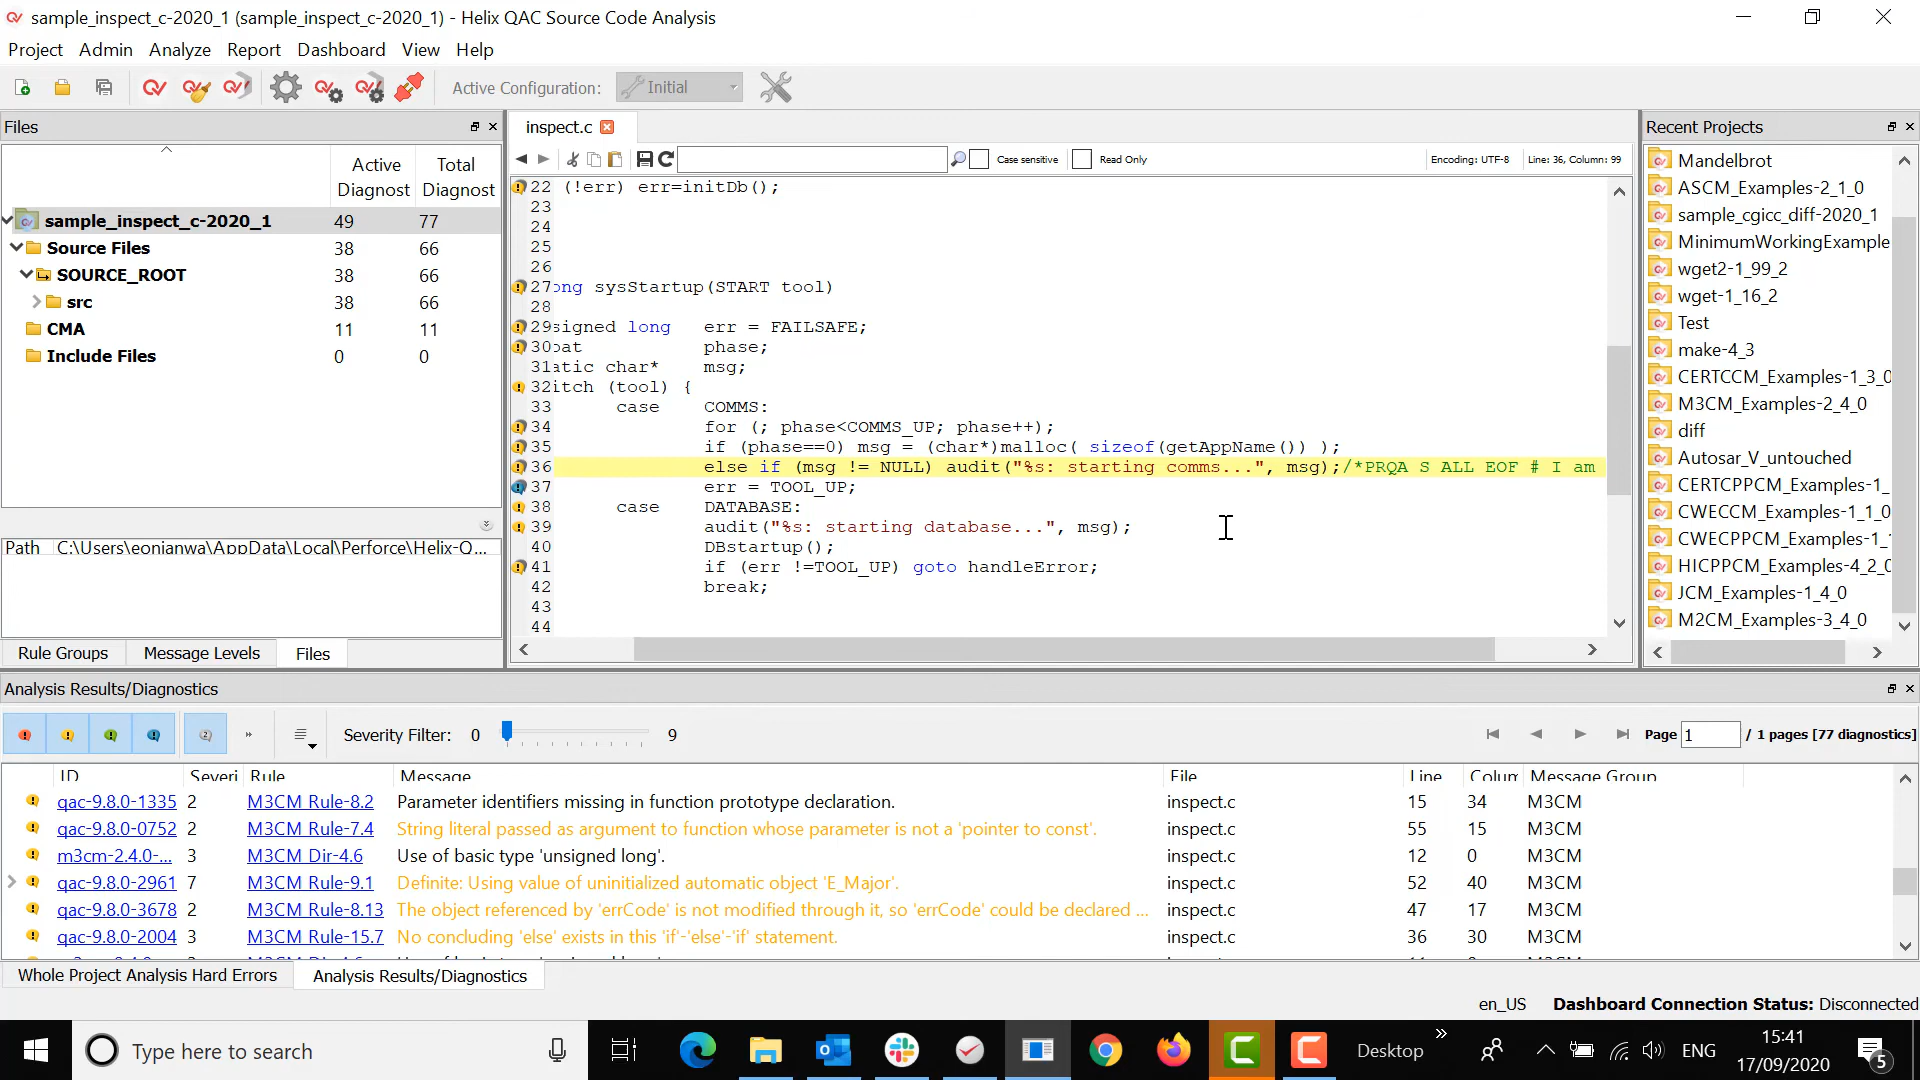 sample_inspect_c-2020_1 (sample_inspect_c-2020_1) - Helix QAC Source Code Analysis
Project Admin Analyze Report Dashboard View Help
Active Configuration: Initial
Files
Active Diagnost Total Diagnost
sample_inspect_c-2020_1 49 77
Source Files 38 66
SOURCE_ROOT 38 66
src 38 66
CMA 11 11
Include Files 0 0
Path C:\Users\eonianwa\AppData\Local\Perforce\Helix-Q...
Rule Groups Message Levels Files
inspect.c
Case sensitive Read Only Encoding: UTF-8 Line: 36, Column: 99
22 (!err) err=initDb();
23
24
25
26
27 ong sysStartup(START tool)
28
29 signed long err = FAILSAFE;
30 oat phase;
31 atic char* msg;
32 itch (tool) {
33 case COMMS:
34 for (; phase<COMMS_UP; phase++);
35 if (phase==0) msg = (char*)malloc( sizeof(getAppName()) );
36 else if (msg != NULL) audit("%s: starting comms...", msg);/*PRQA S ALL EOF # I am
37 err = TOOL_UP;
38 case DATABASE:
39 audit("%s: starting database...", msg);
40 DBstartup();
41 if (err !=TOOL_UP) goto handleError;
42 break;
43
44
Recent Projects
Mandelbrot
ASCM_Examples-2_1_0
sample_cgicc_diff-2020_1
MinimumWorkingExample
wget2-1_99_2
wget-1_16_2
Test
make-4_3
CERTCCM_Examples-1_3_0
M3CM_Examples-2_4_0
diff
Autosar_V_untouched
CERTCPPCM_Examples-1_
CWECCM_Examples-1_1_0
CWECPPCM_Examples-1_
HICPPCM_Examples-4_2_0
JCM_Examples-1_4_0
M2CM_Examples-3_4_0
Analysis Results/Diagnostics
Severity Filter: 0 9
Page 1 / 1 pages [77 diagnostics]
ID Severi Rule Message File Line Colum Message Group
qac-9.8.0-1335 2 M3CM Rule-8.2 Parameter identifiers missing in function prototype declaration. inspect.c 15 34 M3CM
qac-9.8.0-0752 2 M3CM Rule-7.4 String literal passed as argument to function whose parameter is not a 'pointer to const'. inspect.c 55 15 M3CM
m3cm-2.4.0-... 3 M3CM Dir-4.6 Use of basic type 'unsigned long'. inspect.c 12 0 M3CM
qac-9.8.0-2961 7 M3CM Rule-9.1 Definite: Using value of uninitialized automatic object 'E_Major'. inspect.c 52 40 M3CM
qac-9.8.0-3678 2 M3CM Rule-8.13 The object referenced by 'errCode' is not modified through it, so 'errCode' could be declared ... inspect.c 47 17 M3CM
qac-9.8.0-2004 3 M3CM Rule-15.7 No concluding 'else' exists in this 'if'-'else'-'if' statement. inspect.c 36 30 M3CM
Whole Project Analysis Hard Errors Analysis Results/Diagnostics
en_US Dashboard Connection Status: Disconnected
Type here to search
Desktop
ENG
15:41
17/09/2020
5